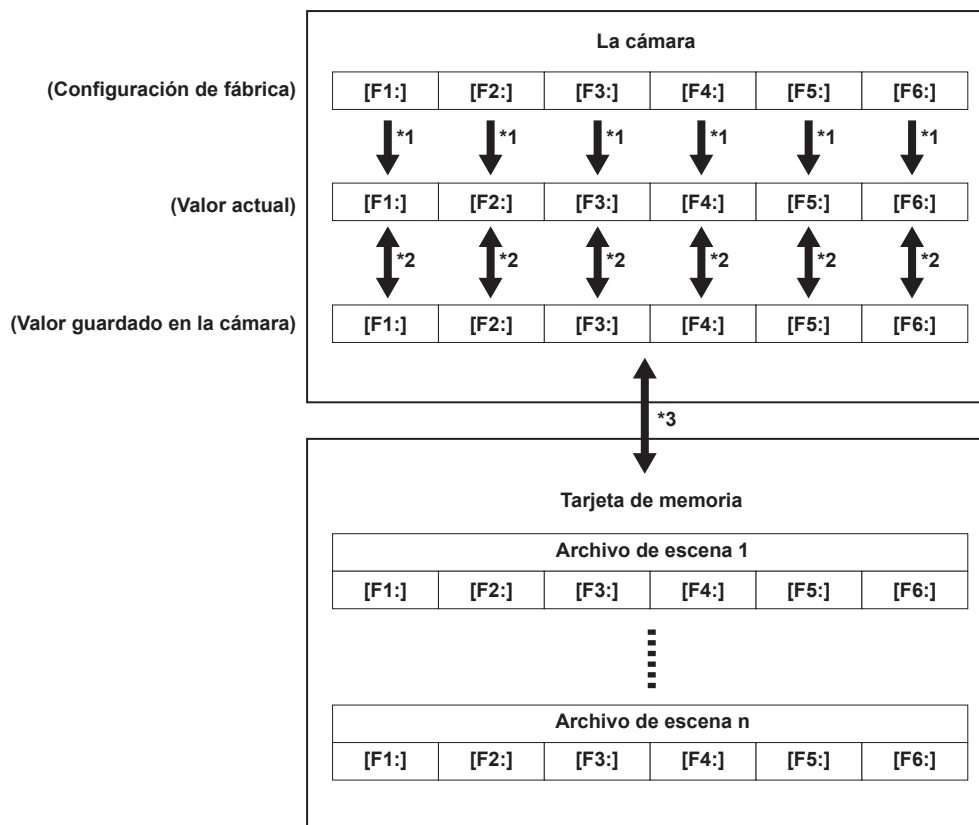 La cámara
(Configuración de fábrica) [F1:] [F2:] [F3:] [F4:] [F5:] [F6:]
*1 *1 *1 *1 *1 *1
(Valor actual) [F1:] [F2:] [F3:] [F4:] [F5:] [F6:]
*2 *2 *2 *2 *2 *2
(Valor guardado en la cámara) [F1:] [F2:] [F3:] [F4:] [F5:] [F6:]
*3
Tarjeta de memoria
Archivo de escena 1
[F1:] [F2:] [F3:] [F4:] [F5:] [F6:]
Archivo de escena n
[F1:] [F2:] [F3:] [F4:] [F5:] [F6:]